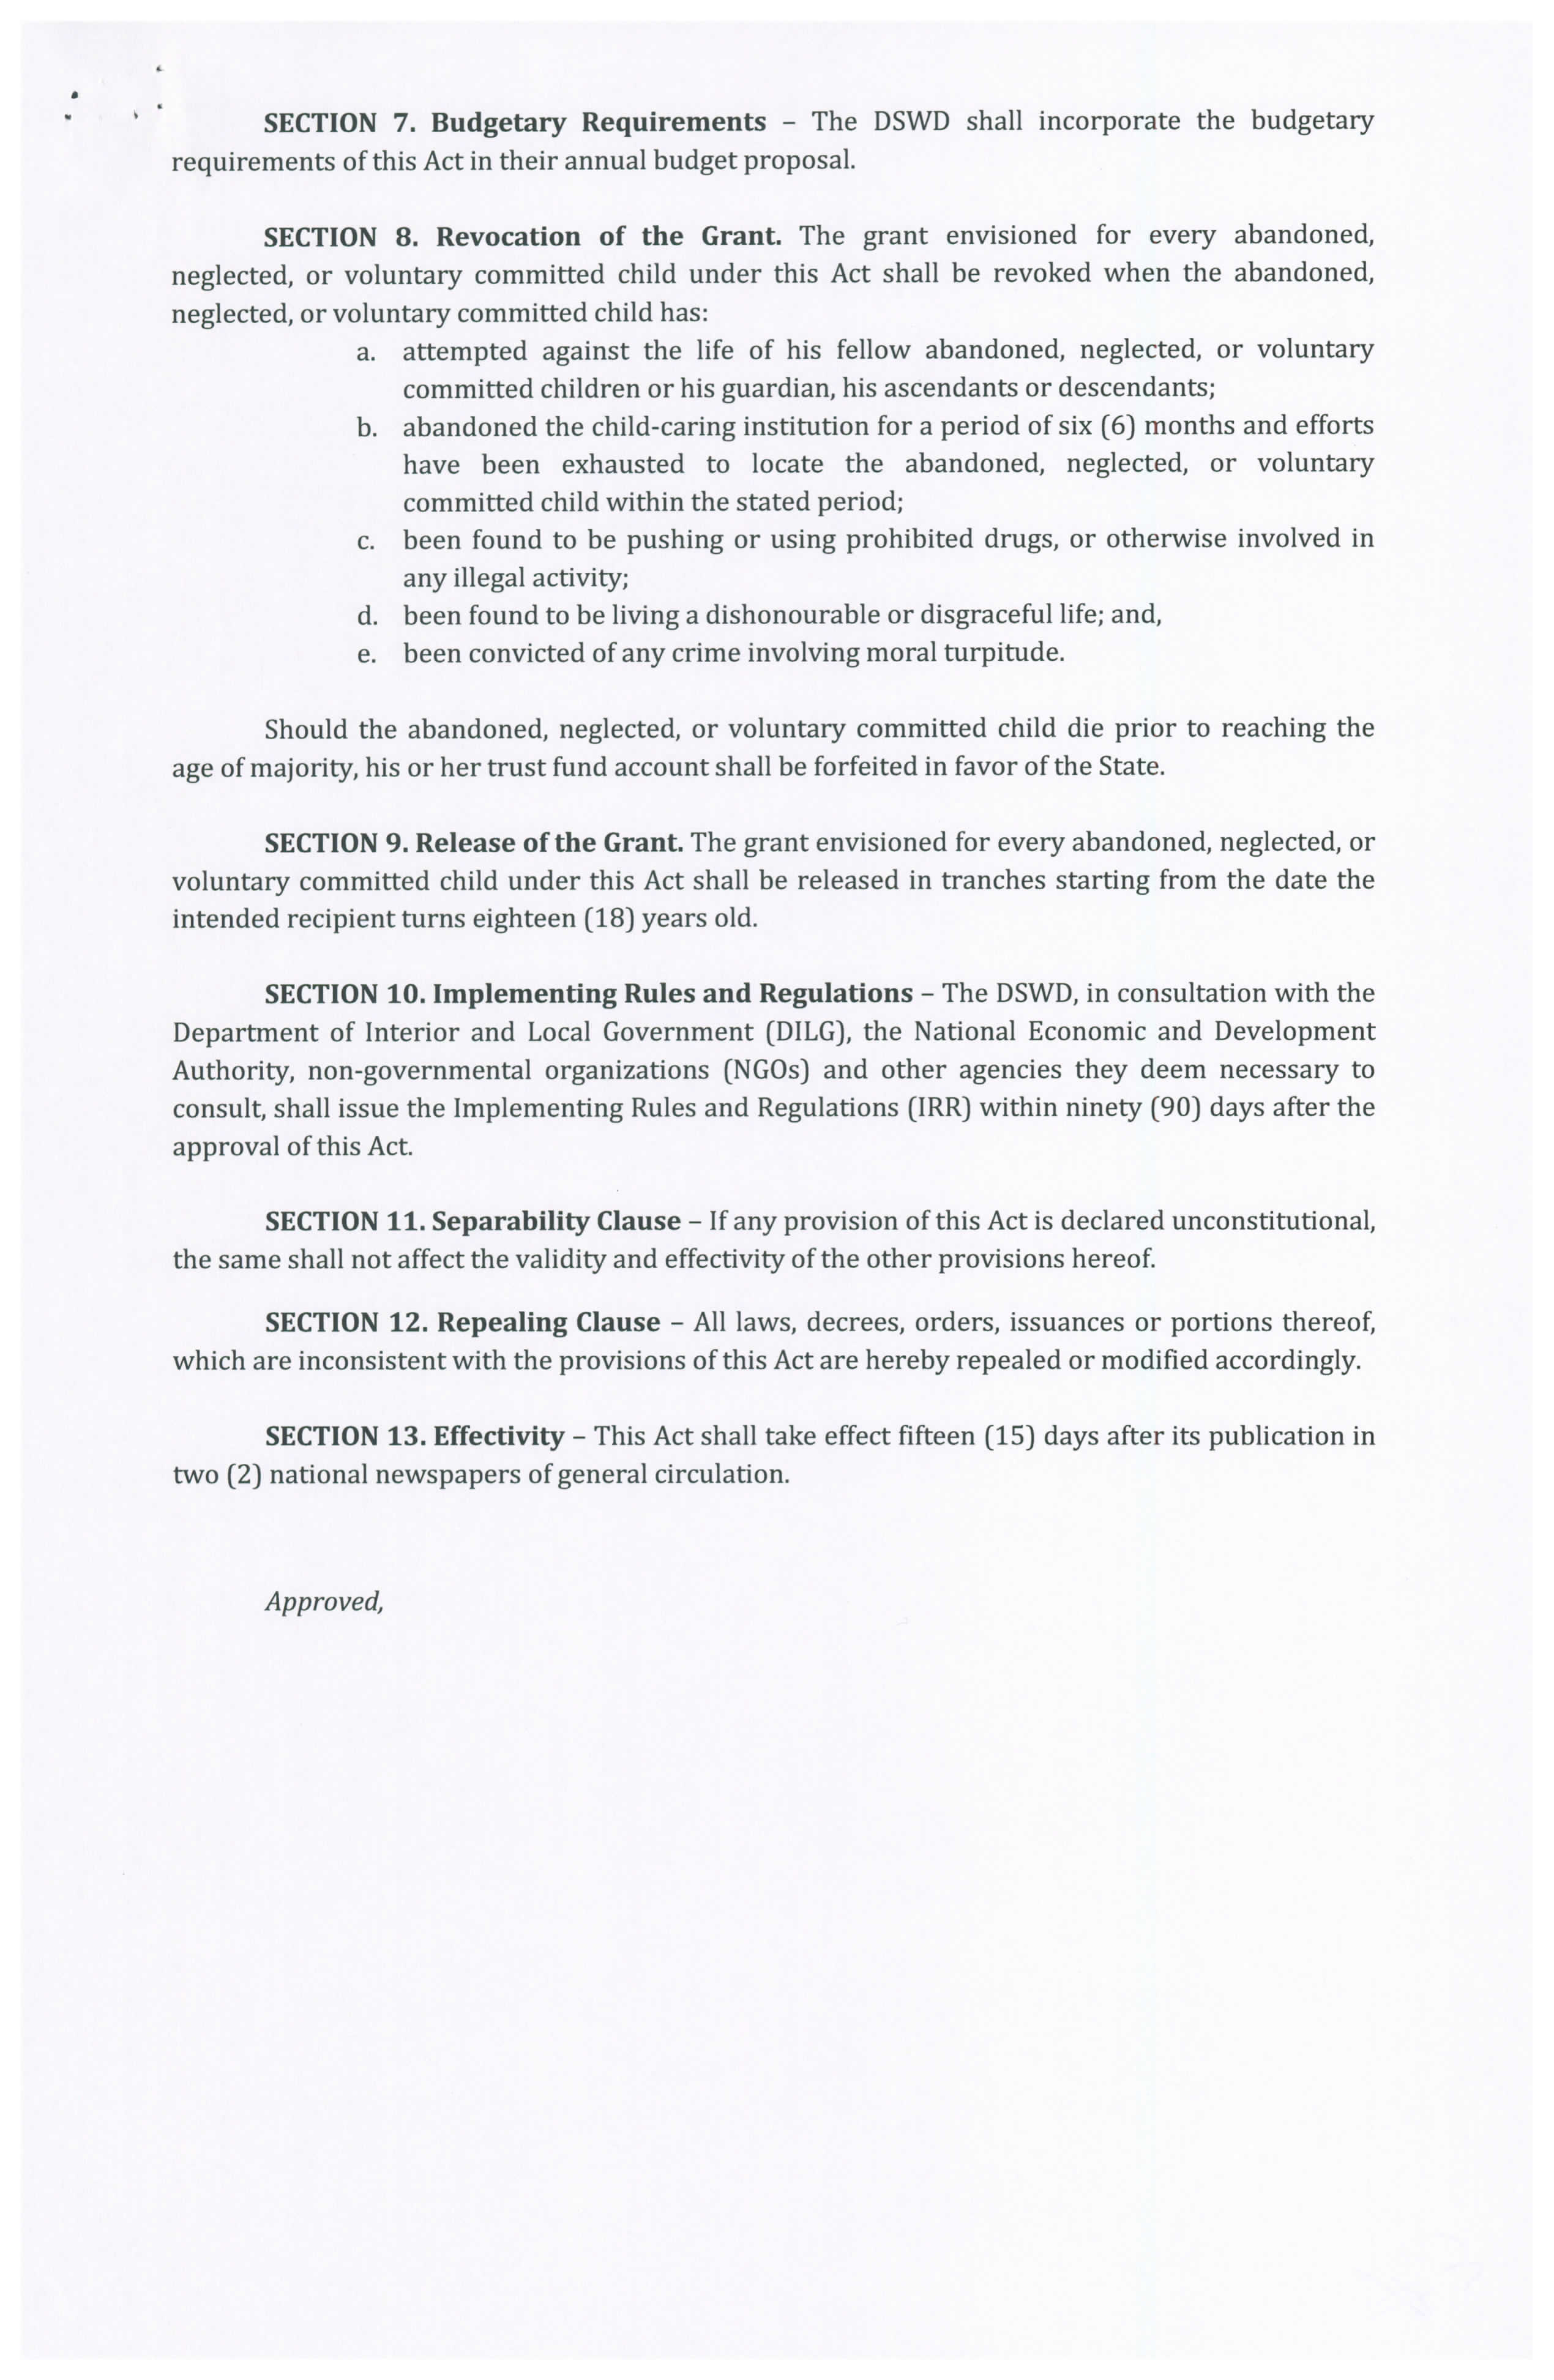 SECTION 7. Budgetary Requirements – The DSWD shall incorporate the budgetary
requirements of this Act in their annual budget proposal.
SECTION 8. Revocation of the Grant. The grant envisioned for every abandoned,
neglected, or voluntary committed child under this Act shall be revoked when the abandoned,
neglected, or voluntary committed child has:
a. attempted against the life of his fellow abandoned, neglected, or voluntary
committed children or his guardian, his ascendants or descendants;
b. abandoned the child-caring institution for a period of six (6) months and efforts
have been exhausted to locate the abandoned, neglected, or voluntary
committed child within the stated period;
c. been found to be pushing or using prohibited drugs, or otherwise involved in
any illegal activity;
d. been found to be living a dishonourable or disgraceful life; and,
e. been convicted of any crime involving moral turpitude.
Should the abandoned, neglected, or voluntary committed child die prior to reaching the
age of majority, his or her trust fund account shall be forfeited in favor of the State.
SECTION 9. Release of the Grant. The grant envisioned for every abandoned, neglected, or
voluntary committed child under this Act shall be released in tranches starting from the date the
intended recipient turns eighteen (18) years old.
SECTION 10. Implementing Rules and Regulations – The DSWD, in consultation with the
Department of Interior and Local Government (DILG), the National Economic and Development
Authority, non-governmental organizations (NGOs) and other agencies they deem necessary to
consult, shall issue the Implementing Rules and Regulations (IRR) within ninety (90) days after the
approval of this Act.
SECTION 11. Separability Clause – If any provision of this Act is declared unconstitutional,
the same shall not affect the validity and effectivity of the other provisions hereof.
SECTION 12. Repealing Clause – All laws, decrees, orders, issuances or portions thereof,
which are inconsistent with the provisions of this Act are hereby repealed or modified accordingly.
SECTION 13. Effectivity – This Act shall take effect fifteen (15) days after its publication in
two (2) national newspapers of general circulation.
Approved,